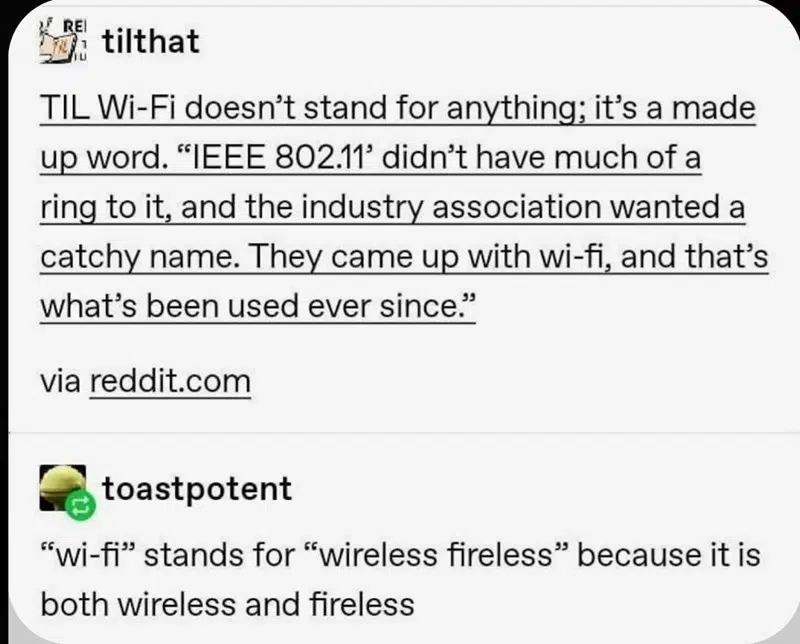 tilthat
TIL Wi-Fi doesn’t stand for anything; it’s a made
up word. “IEEE 802.11’ didn’t have much of a
ring to it, and the industry association wanted a
catchy name. They came up with wi-fi, and that’s
what’s been used ever since.”
via reddit.com
toastpotent
“wi-fi” stands for “wireless fireless” because it is
both wireless and fireless